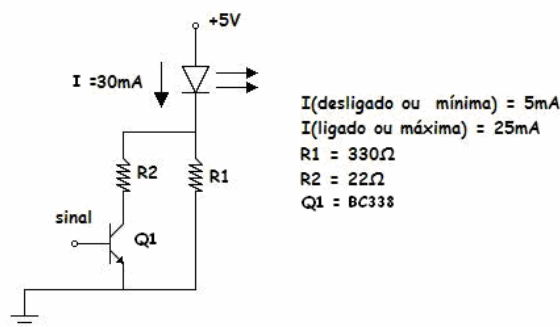 +5V
I =30mA
I(desligado ou mínima) = 5mA
I(ligado ou máxima) = 25mA
R1 = 330Ω
R2 = 22Ω
Q1 = BC338
R2
R1
sinal
Q1